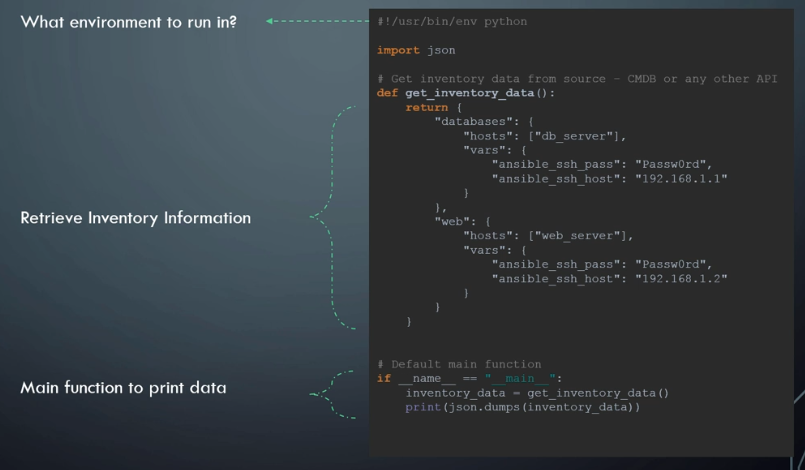 What environment to run in?
#!/usr/bin/env python
import json
# Get inventory data from source – CMDB or any other API
def get_inventory_data():
    return {
        "databases": {
            "hosts": ["db_server"],
            "vars": {
                "ansible_ssh_pass": "Passw0rd",
                "ansible_ssh_host": "192.168.1.1"
            }
        },
        "web": {
            "hosts": ["web_server"],
            "vars": {
                "ansible_ssh_pass": "Passw0rd",
                "ansible_ssh_host": "192.168.1.2"
            }
        }
    }
Retrieve Inventory Information
# Default main function
if __name__ == "__main__":
    inventory_data = get_inventory_data()
    print(json.dumps(inventory_data))
Main function to print data